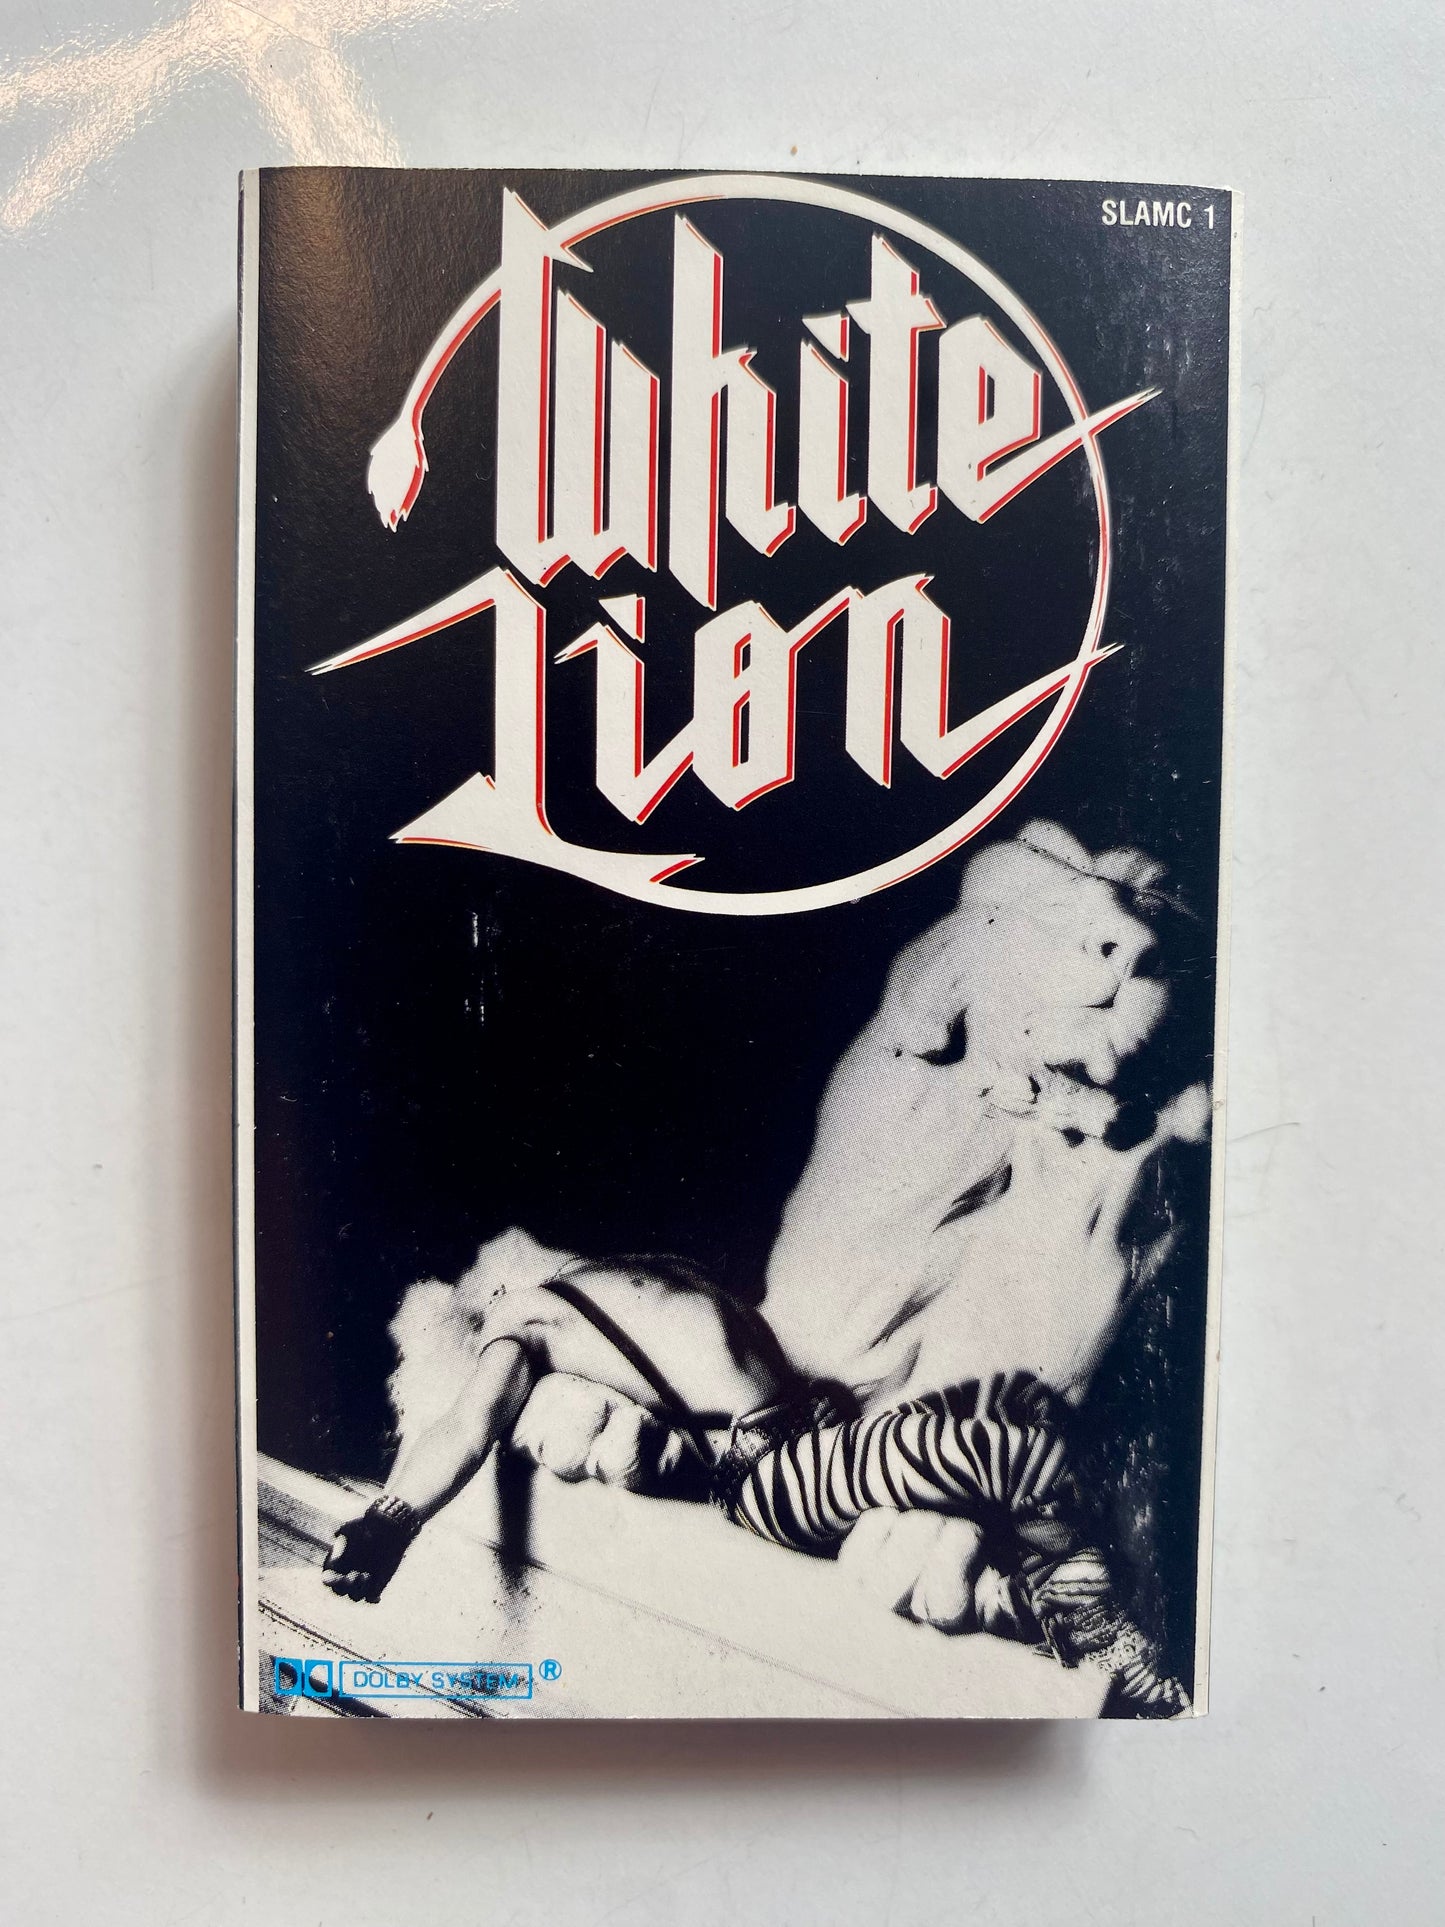 SLAMC 1
White
Lion
DOLBY SYSTEM ®